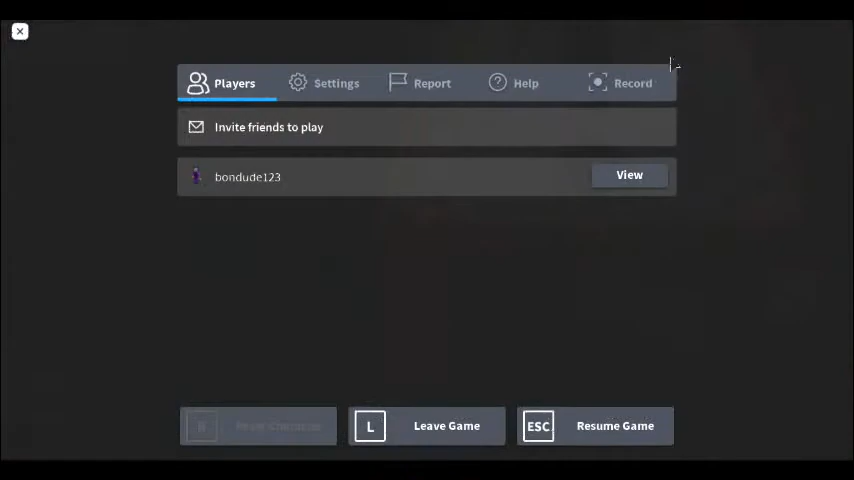 Players Settings Report Help Record
Invite friends to play
bondude123 View
L Leave Game ESC Resume Game